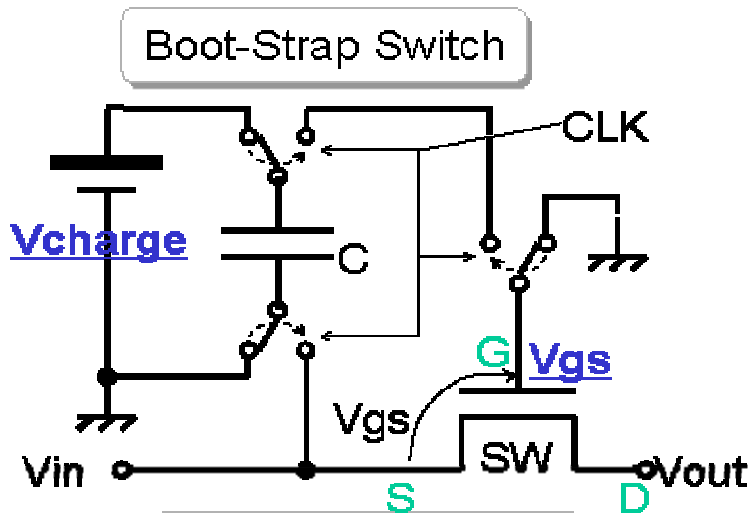 Boot-Strap Switch
CLK
Vcharge
C
G
Vgs
Vgs
SW
Vin
Vout
S
D